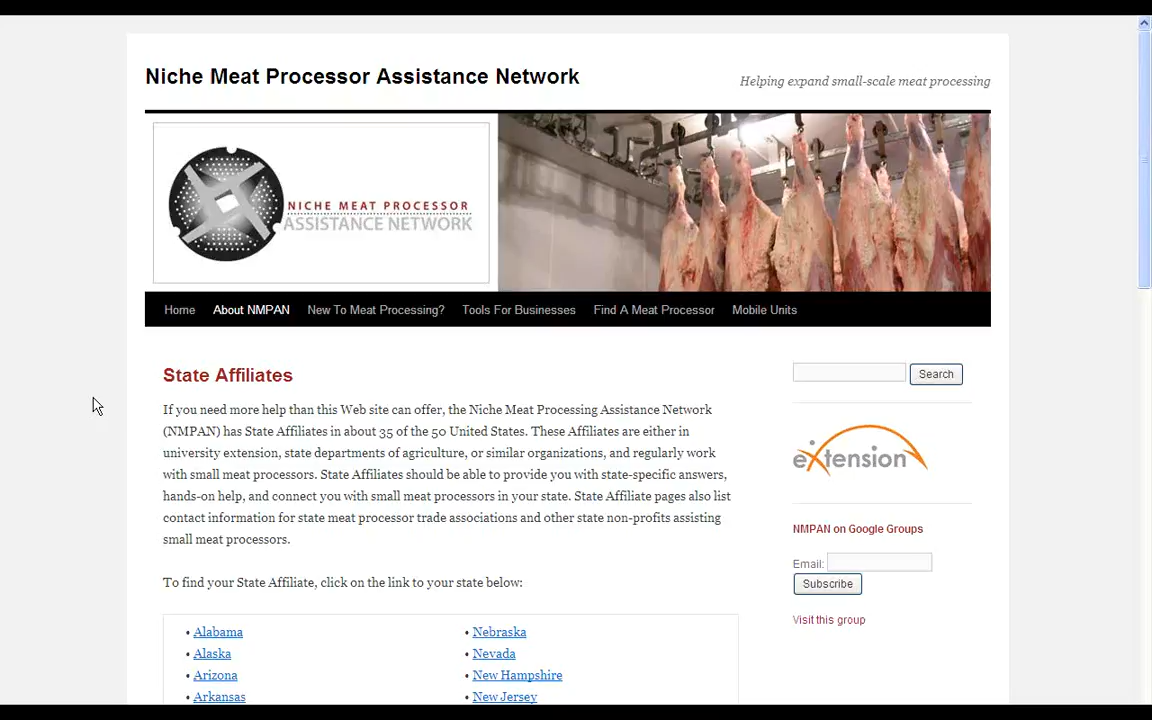 Niche Meat Processor Assistance Network
Helping expand small-scale meat processing
NICHE MEAT PROCESSOR
ASSISTANCE NETWORK
Home About NMPAN New To Meat Processing? Tools For Businesses Find A Meat Processor Mobile Units
State Affiliates
If you need more help than this Web site can offer, the Niche Meat Processing Assistance Network
(NMPAN) has State Affiliates in about 35 of the 50 United States. These Affiliates are either in
university extension, state departments of agriculture, or similar organizations, and regularly work
with small meat processors. State Affiliates should be able to provide you with state-specific answers,
hands-on help, and connect you with small meat processors in your state. State Affiliate pages also list
contact information for state meat processor trade associations and other state non-profits assisting
small meat processors.
To find your State Affiliate, click on the link to your state below:
• Alabama
• Alaska
• Arizona
• Arkansas
• Nebraska
• Nevada
• New Hampshire
• New Jersey
Search
eXtension
NMPAN on Google Groups
Email:
Subscribe
Visit this group